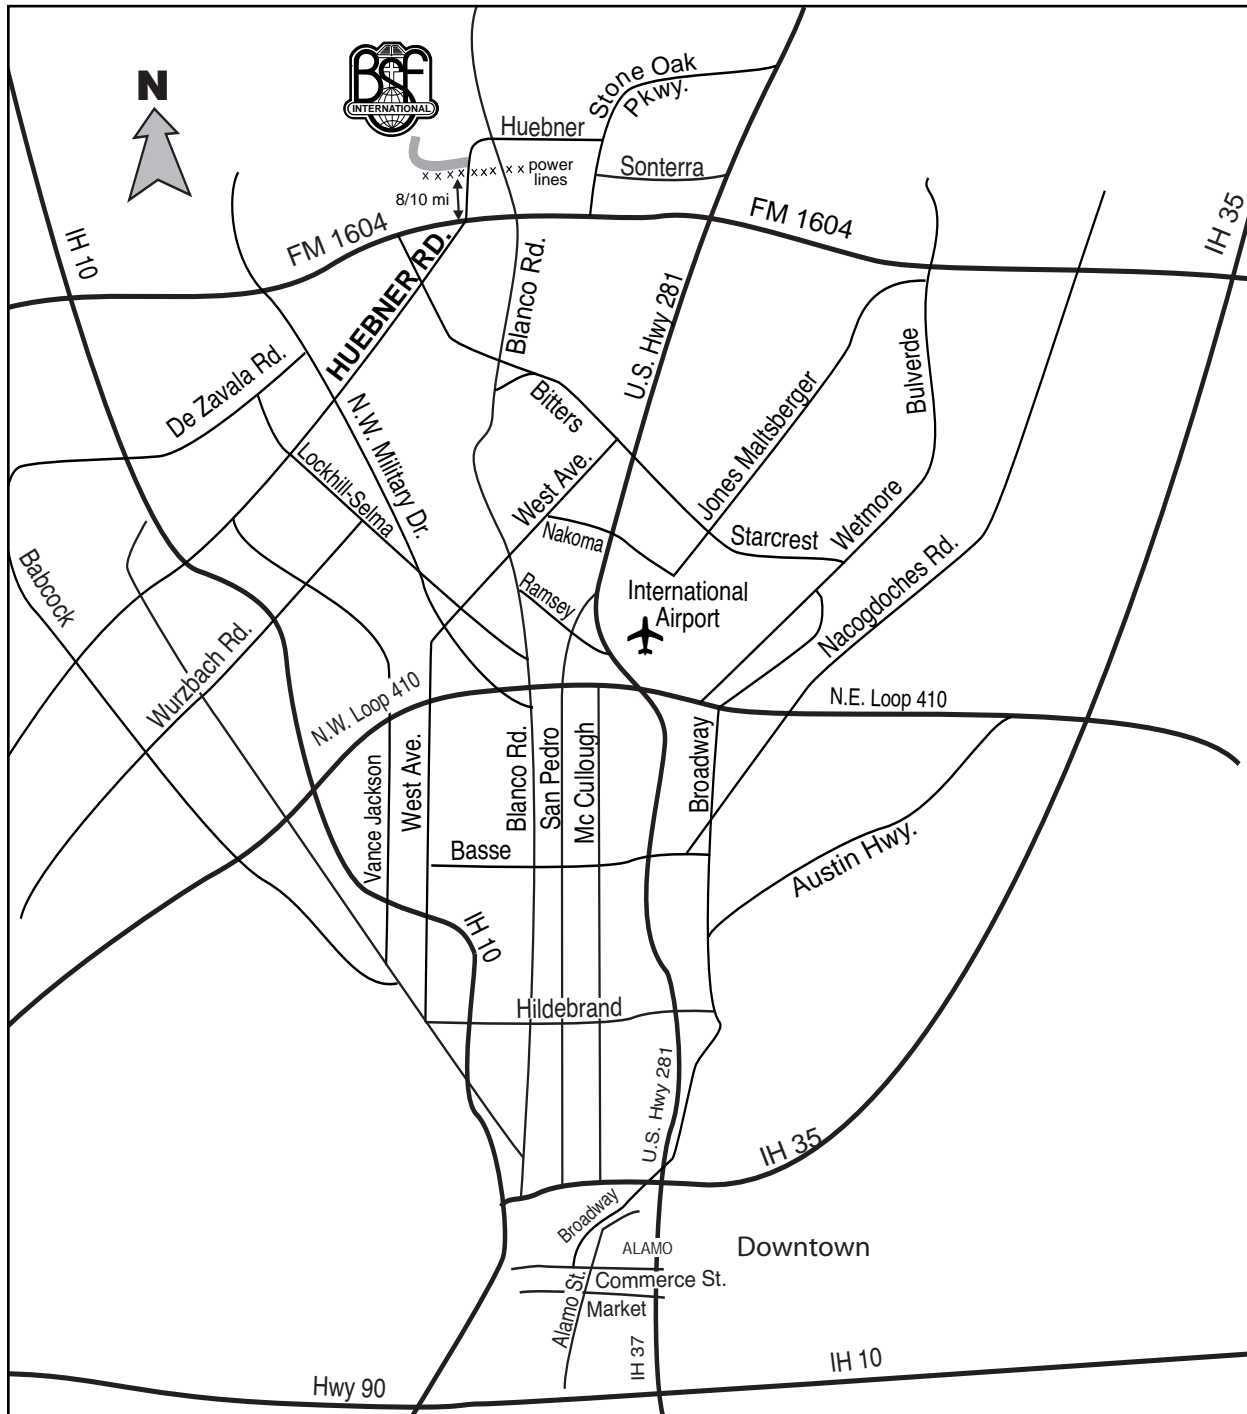 N
BSF
INTERNATIONAL
Stone Oak
Pkwy.
Huebner
Sonterra
power
lines
x x x x x x x x x
8/10 mi
IH 10
FM 1604
FM 1604
IH 35
HUEBNER RD.
Blanco Rd.
U.S. Hwy 281
De Zavala Rd.
Bitters
N.W. Military Dr.
Lockhill-Selma
West Ave.
Nakoma
Jones Maltsberger
Bulverde
Starcrest
Wetmore
Nacogdoches Rd.
Babcock
Ramsey
International
Airport
Wurzbach Rd.
N.W. Loop 410
N.E. Loop 410
Vance Jackson
West Ave.
Blanco Rd.
San Pedro
Mc Cullough
Broadway
Basse
Austin Hwy.
IH 10
Hildebrand
U.S. Hwy 281
IH 35
Broadway
ALAMO
Downtown
Commerce St.
Alamo St.
Market
IH 37
IH 10
Hwy 90